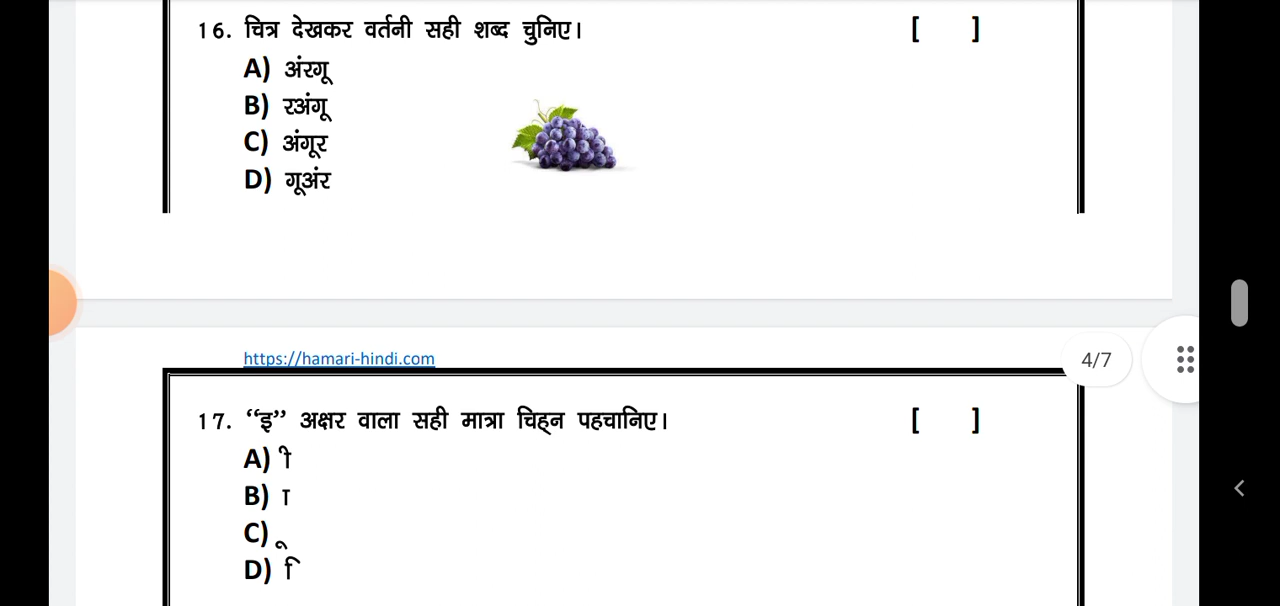 16. चित्र देखकर वर्तनी सही शब्द चुनिए। [ ]
A) अंरगू
B) रअंगू
C) अंगूर
D) गूअंर
https://hamari-hindi.com
4/7
17. “इ” अक्षर वाला सही मात्रा चिह्न पहचानिए। [ ]
A) ी
B) ा
C) ू
D) ि